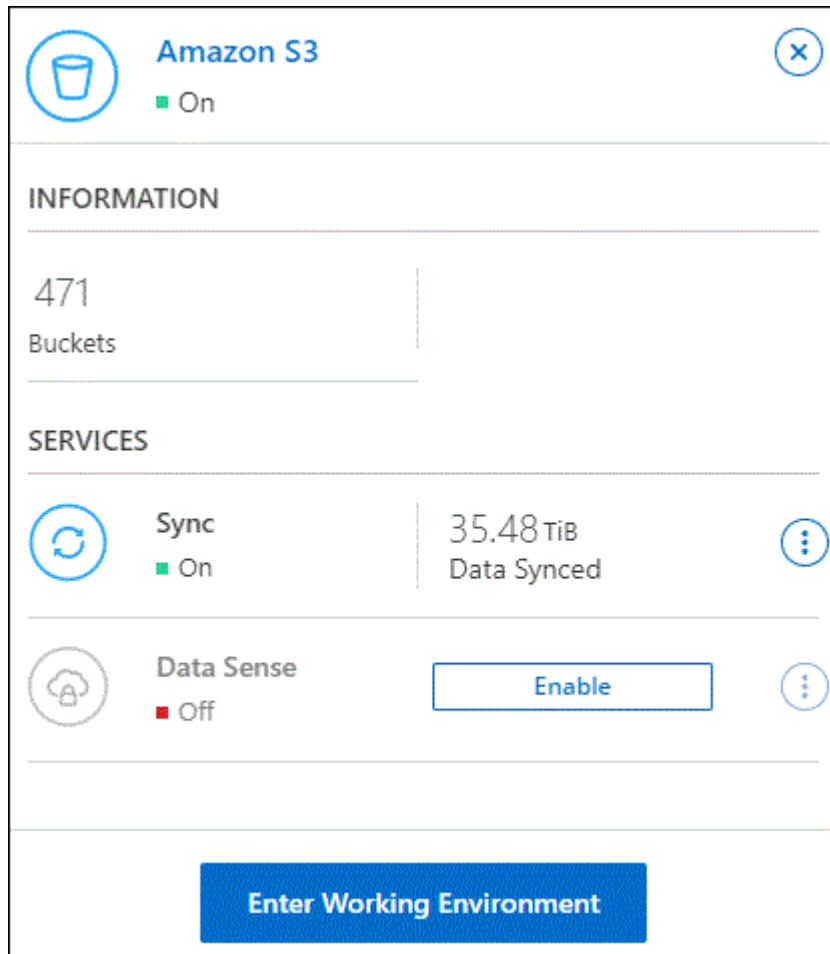 Amazon S3
On
INFORMATION
471
Buckets
SERVICES
Sync
On
35.48 TiB
Data Synced
Data Sense
Off
Enable
Enter Working Environment